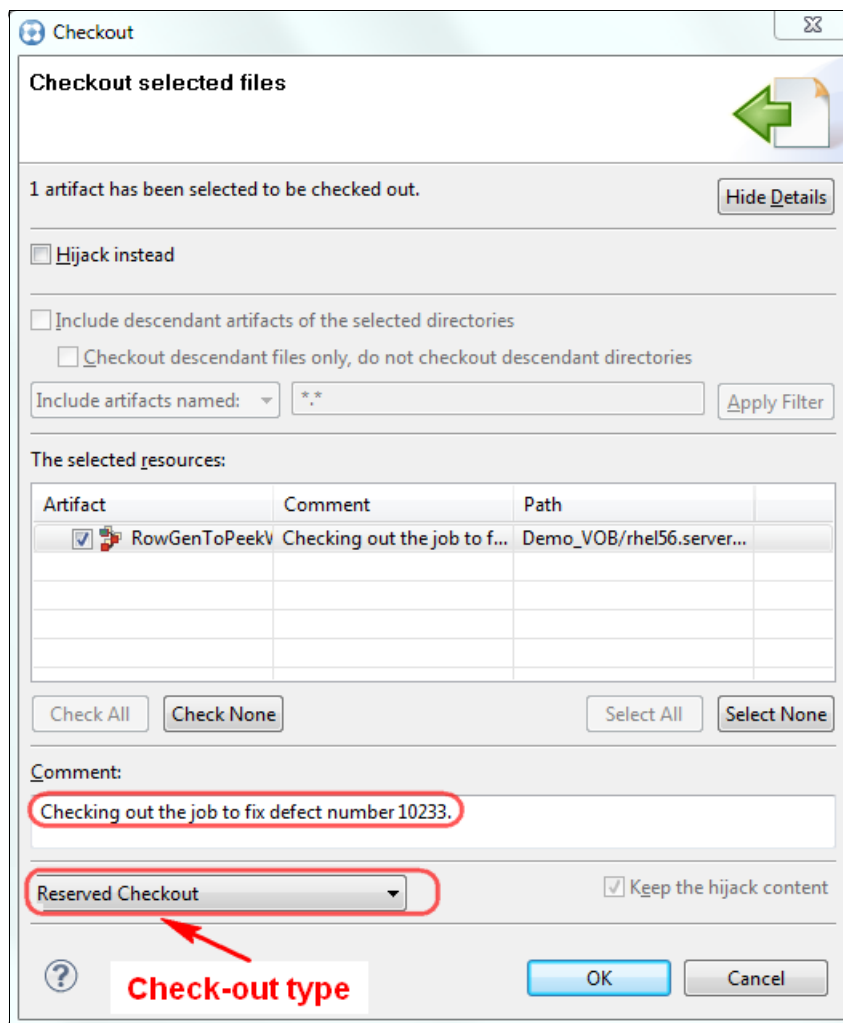 Checkout
Checkout selected files
1 artifact has been selected to be checked out.
Hide Details
Hijack instead
Include descendant artifacts of the selected directories
Checkout descendant files only, do not checkout descendant directories
Include artifacts named: *.* Apply Filter
The selected resources:
Artifact Comment Path
RowGenToPeekW Checking out the job to f... Demo_VOB/rhel56.server...
Check All Check None Select All Select None
Comment:
Checking out the job to fix defect number 10233.
Reserved Checkout Keep the hijack content
? OK Cancel
Check-out type